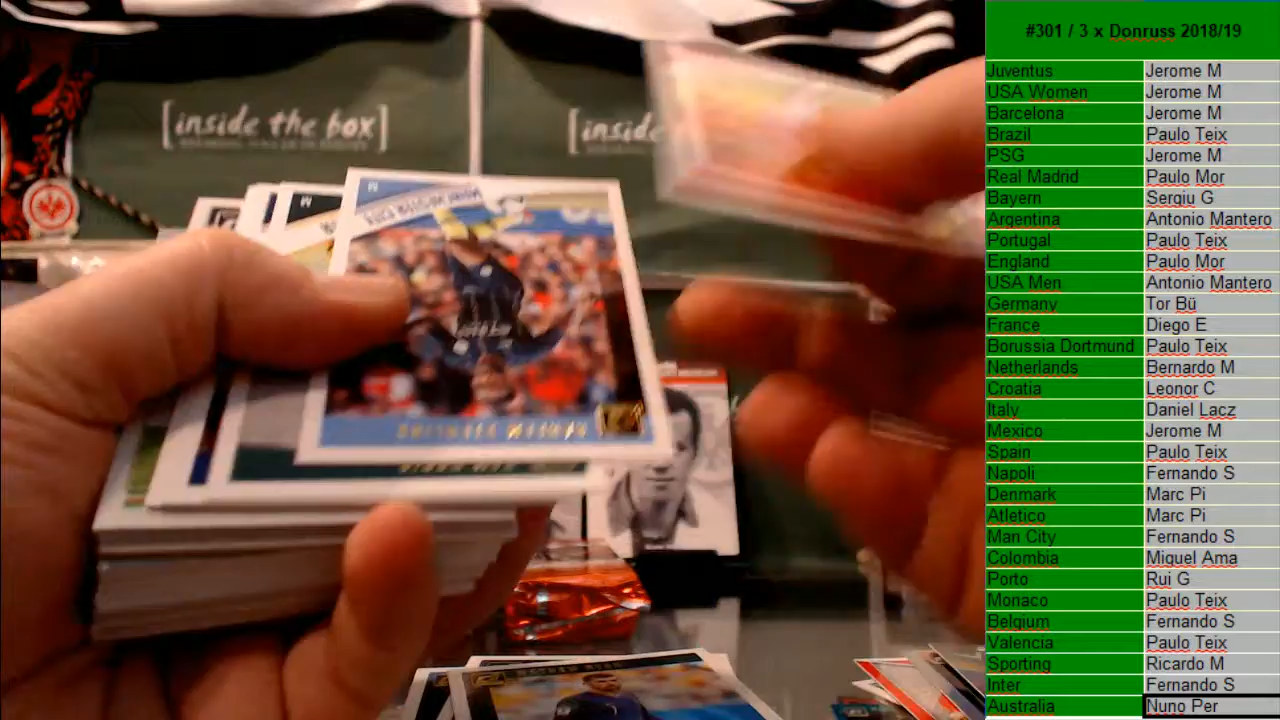 [inside the box]
[inside
#301 / 3 x Donruss 2018/19
Juventus Jerome M
USA Women Jerome M
Barcelona Jerome M
Brazil Paulo Teix
PSG Jerome M
Real Madrid Paulo Mor
Bayern Sergiu G
Argentina Antonio Mantero
Portugal Paulo Teix
England Paulo Mor
USA Men Antonio Mantero
Germany Tor Bü
France Diego E
Borussia Dortmund Paulo Teix
Netherlands Bernardo M
Croatia Leonor C
Italy Daniel Lacz
Mexico Jerome M
Spain Paulo Teix
Napoli Fernando S
Denmark Marc Pi
Atletico Marc Pi
Man City Fernando S
Colombia Miguel Ama
Porto Rui G
Monaco Paulo Teix
Belgium Fernando S
Valencia Paulo Teix
Sporting Ricardo M
Inter Fernando S
Australia Nuno Per